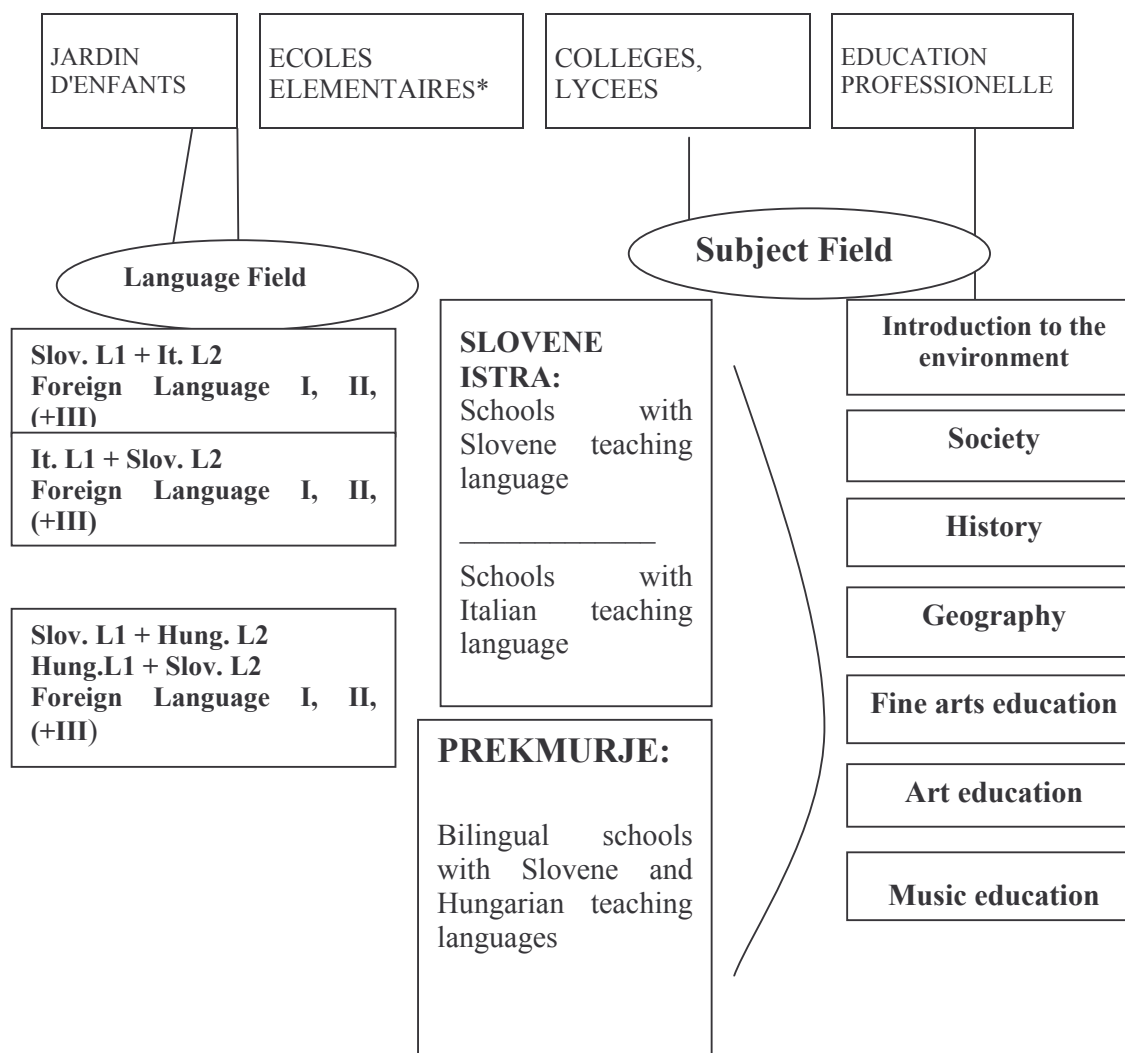 JARDIN
D'ENFANTS
ECOLES
ELEMENTAIRES*
COLLEGES,
LYCEES
EDUCATION
PROFESSIONELLE
Language Field
Subject Field
Slov. L1 + It. L2
Foreign Language I, II,
(+III)
It. L1 + Slov. L2
Foreign Language I, II,
(+III)
Slov. L1 + Hung. L2
Hung.L1 + Slov. L2
Foreign Language I, II,
(+III)
SLOVENE
ISTRA:
Schools with
Slovene teaching
language
_____________
Schools with
Italian teaching
language
PREKMURJE:
Bilingual schools
with Slovene and
Hungarian teaching
languages
Introduction to the
environment
Society
History
Geography
Fine arts education
Art education
Music education